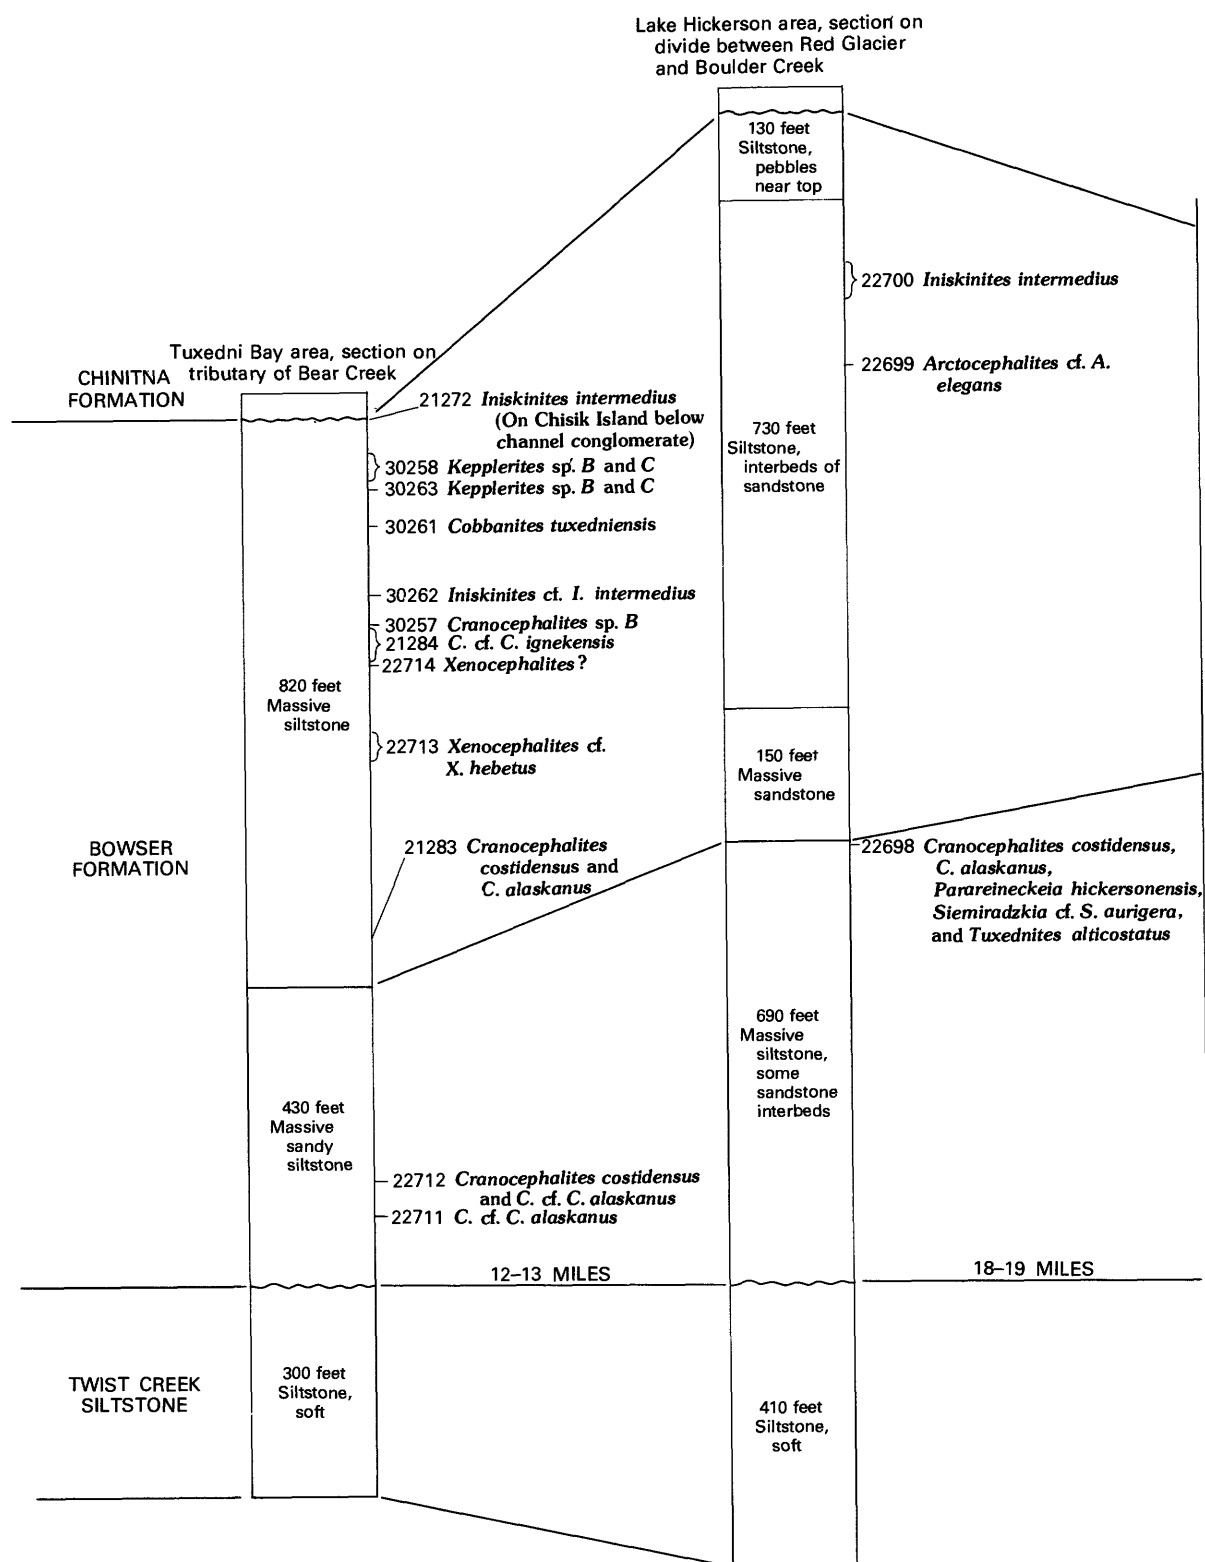 Lake Hickerson area, section on
divide between Red Glacier
and Boulder Creek
130 feet
Siltstone,
pebbles
near top
22700 Iniskinites intermedius
22699 Arctocephalites cf. A.
elegans
730 feet
Siltstone,
interbeds of
sandstone
150 feet
Massive
sandstone
22698 Cranocephalites costidensus,
C. alaskanus,
Parareineckeia hickersonensis,
Siemiradzkia cf. S. aurigera,
and Tuxednites alticostatus
690 feet
Massive
siltstone,
some
sandstone
interbeds
18–19 MILES
410 feet
Siltstone,
soft
Tuxedni Bay area, section on
tributary of Bear Creek
CHINITNA
FORMATION
21272 Iniskinites intermedius
(On Chisik Island below
channel conglomerate)
30258 Kepplerites sp. B and C
30263 Kepplerites sp. B and C
30261 Cobbanites tuxedniensis
30262 Iniskinites cf. I. intermedius
30257 Cranocephalites sp. B
21284 C. cf. C. ignekensis
22714 Xenocephalites?
820 feet
Massive
siltstone
22713 Xenocephalites cf.
X. hebetus
21283 Cranocephalites
costidensus and
C. alaskanus
BOWSER
FORMATION
430 feet
Massive
sandy
siltstone
22712 Cranocephalites costidensus
and C. cf. C. alaskanus
22711 C. cf. C. alaskanus
12–13 MILES
TWIST CREEK
SILTSTONE
300 feet
Siltstone,
soft